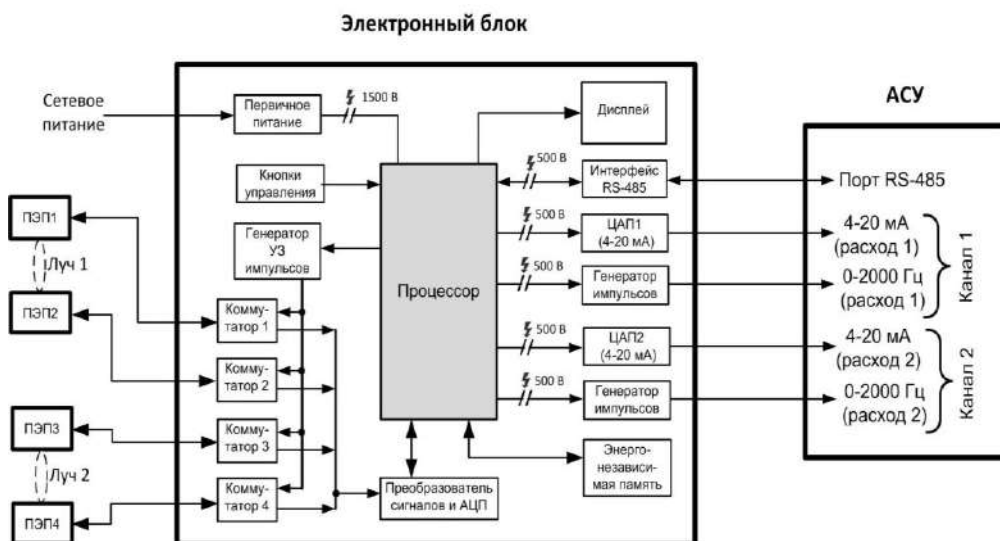 Электронный блок
АСУ
Сетевое
питание
Первичное
питание
1500 В
Дисплей
Кнопки
управления
500 В
Интерфейс
RS-485
Порт RS-485
ПЭП1
Луч 1
ПЭП2
Генератор
УЗ
импульсов
Процессор
500 В
ЦАП1
(4-20 мА)
4-20 мА
(расход 1)
500 В
Генератор
импульсов
0-2000 Гц
(расход 1)
Канал 1
Комму-
татор 1
Комму-
татор 2
500 В
ЦАП2
(4-20 мА)
4-20 мА
(расход 2)
500 В
Генератор
импульсов
0-2000 Гц
(расход 2)
Канал 2
ПЭП3
Луч 2
ПЭП4
Комму-
татор 3
Комму-
татор 4
Преобразователь
сигналов и АЦП
Энерго-
независи-
мая память